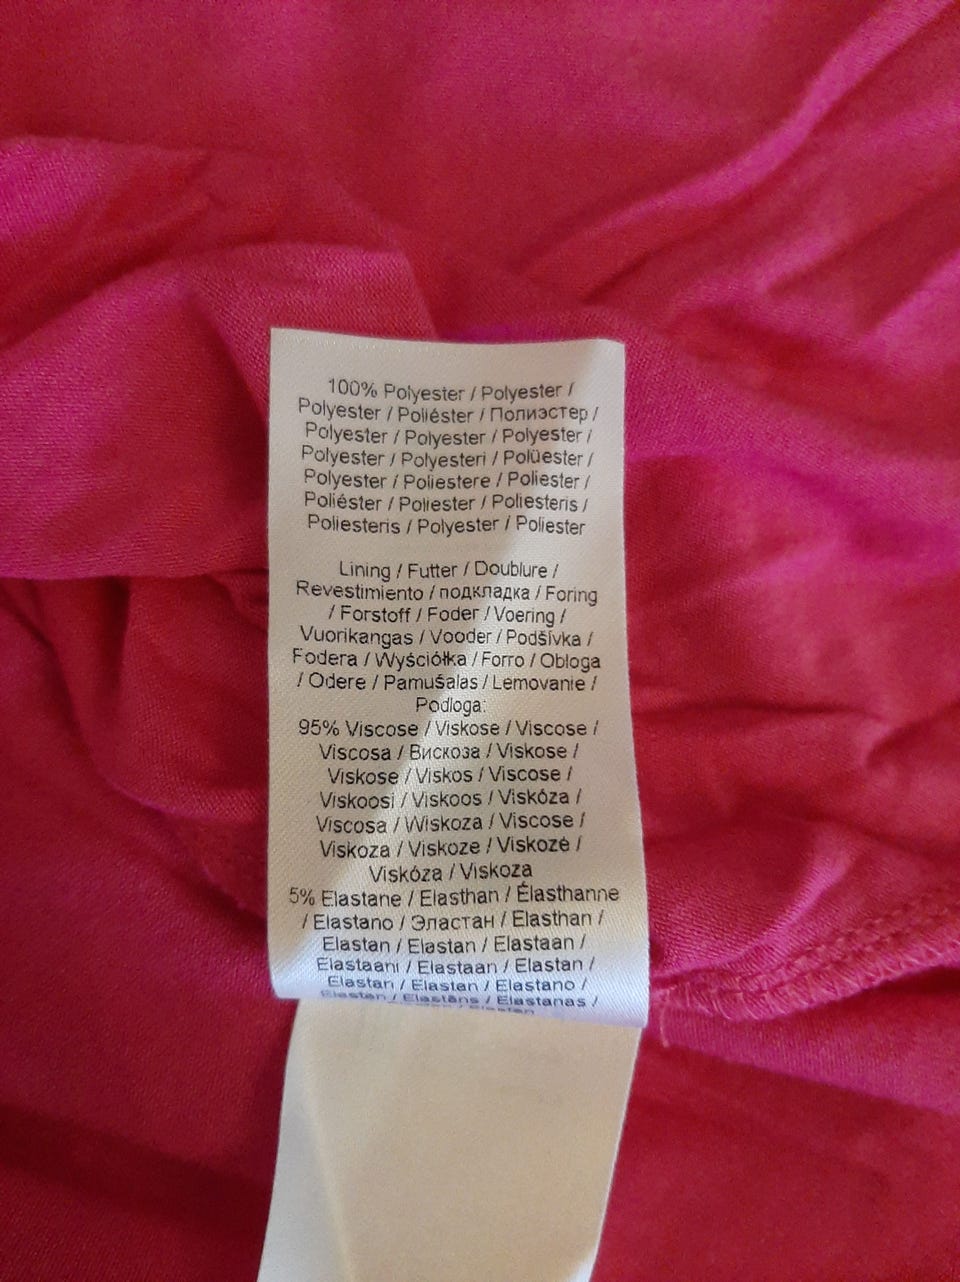 100% Polyester / Polyester /
Polyester / Poliéster / Полиэстер /
Polyester / Polyester / Polyester /
Polyester / Polyesteri / Polüester /
Polyester / Poliestere / Poliester /
Poliéster / Poliester / Poliesteris /
Poliesteris / Polyester / Poliester
Lining / Futter / Doublure /
Revestimiento / подкладка / Foring
/ Forstoff / Foder / Voering /
Vuorikangas / Vooder / Podšívka /
Fodera / Wyściółka / Forro / Obloga
/ Odere / Pamušalas / Lemovanie /
Podloga:
95% Viscose / Viskose / Viscose /
Viscosa / Вискоза / Viskose /
Viskose / Viskos / Viscose /
Viskoosi / Viskoos / Viskóza /
Viscosa / Wiskoza / Viscose /
Viskoza / Viskoze / Viskozė /
Viskóza / Viskoza
5% Elastane / Elasthan / Élasthanne
/ Elastano / Эластан / Elasthan /
Elastan / Elastan / Elastaan /
Elastaani / Elastaan / Elastan /
Elastan / Elastan / Elastano /
Elastan / Elastāns / Elastanas /
/ Elastan